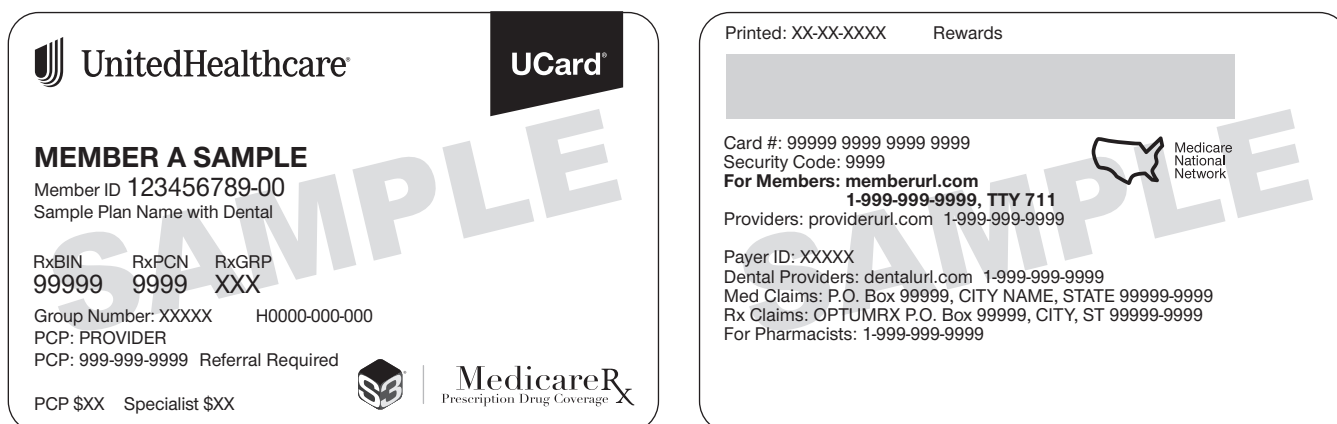 UnitedHealthcare®
UCard®
MEMBER A SAMPLE
Member ID 123456789-00
Sample Plan Name with Dental
RxBIN RxPCN RxGRP
99999 9999 XXX
Group Number: XXXXX H0000-000-000
PCP: PROVIDER
PCP: 999-999-9999 Referral Required
PCP $XX Specialist $XX
S3
MedicareRx
Prescription Drug Coverage
SAMPLE
Printed: XX-XX-XXXX Rewards
Card #: 99999 9999 9999 9999
Security Code: 9999
For Members: memberurl.com
1-999-999-9999, TTY 711
Providers: providerurl.com 1-999-999-9999
Medicare
National
Network
Payer ID: XXXXX
Dental Providers: dentalurl.com 1-999-999-9999
Med Claims: P.O. Box 99999, CITY NAME, STATE 99999-9999
Rx Claims: OPTUMRX P.O. Box 99999, CITY, ST 99999-9999
For Pharmacists: 1-999-999-9999
SAMPLE